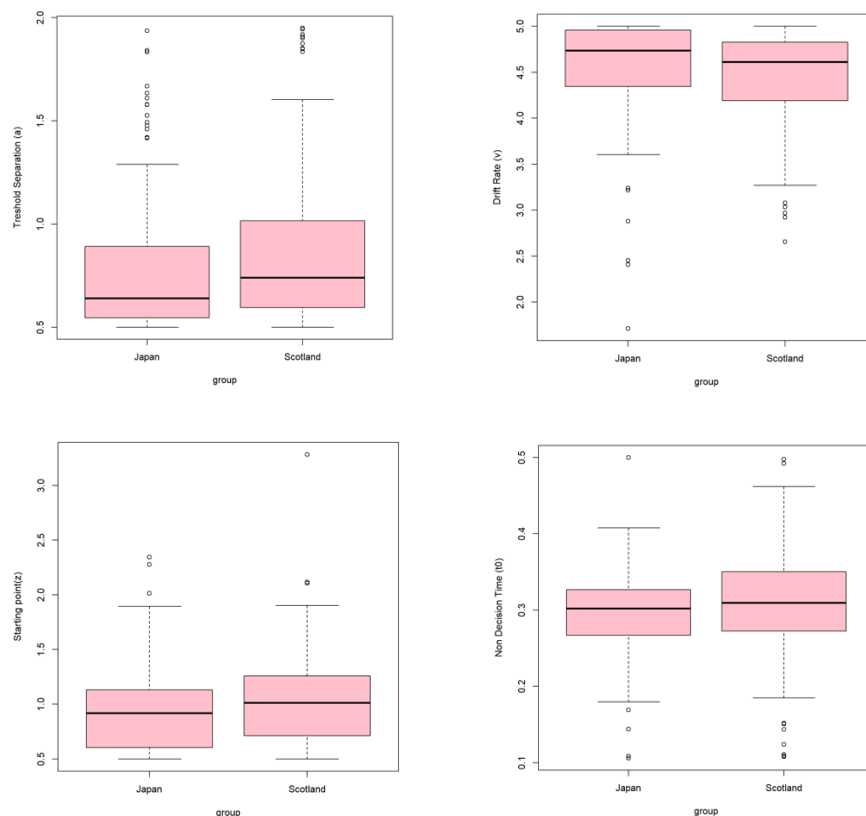 Treshold Separation (a)
2.0
1.5
1.0
0.5
Japan
Scotland
group
Drift Rate (v)
5.0
4.5
4.0
3.5
3.0
2.5
2.0
Japan
Scotland
group
Starting point(z)
3.0
2.5
2.0
1.5
1.0
0.5
Japan
Scotland
group
Non Decision Time (t0)
0.5
0.4
0.3
0.2
0.1
Japan
Scotland
group